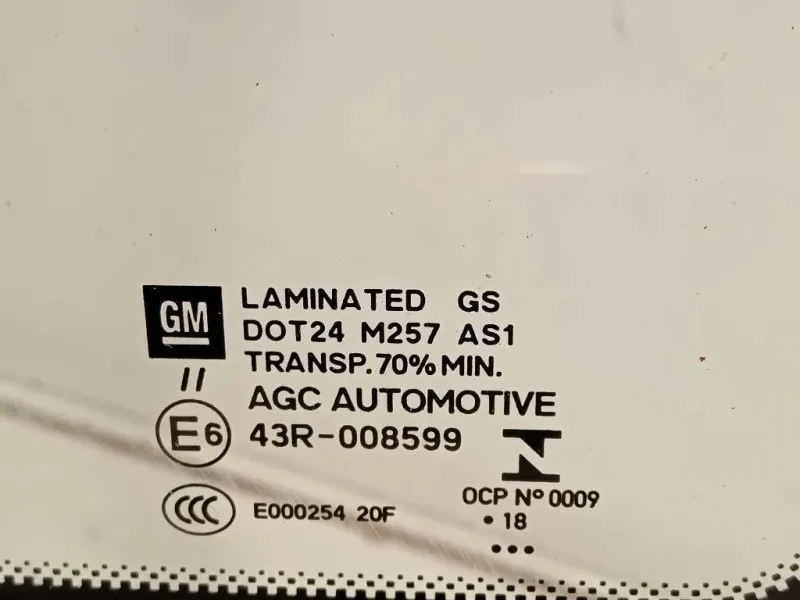 GM
LAMINATED GS
DOT24 M257 AS1
TRANSP.70% MIN.
II
AGC AUTOMOTIVE
E6
43R-008599
CCC
E000254 20F
OCP Nº 0009
• 18
•••